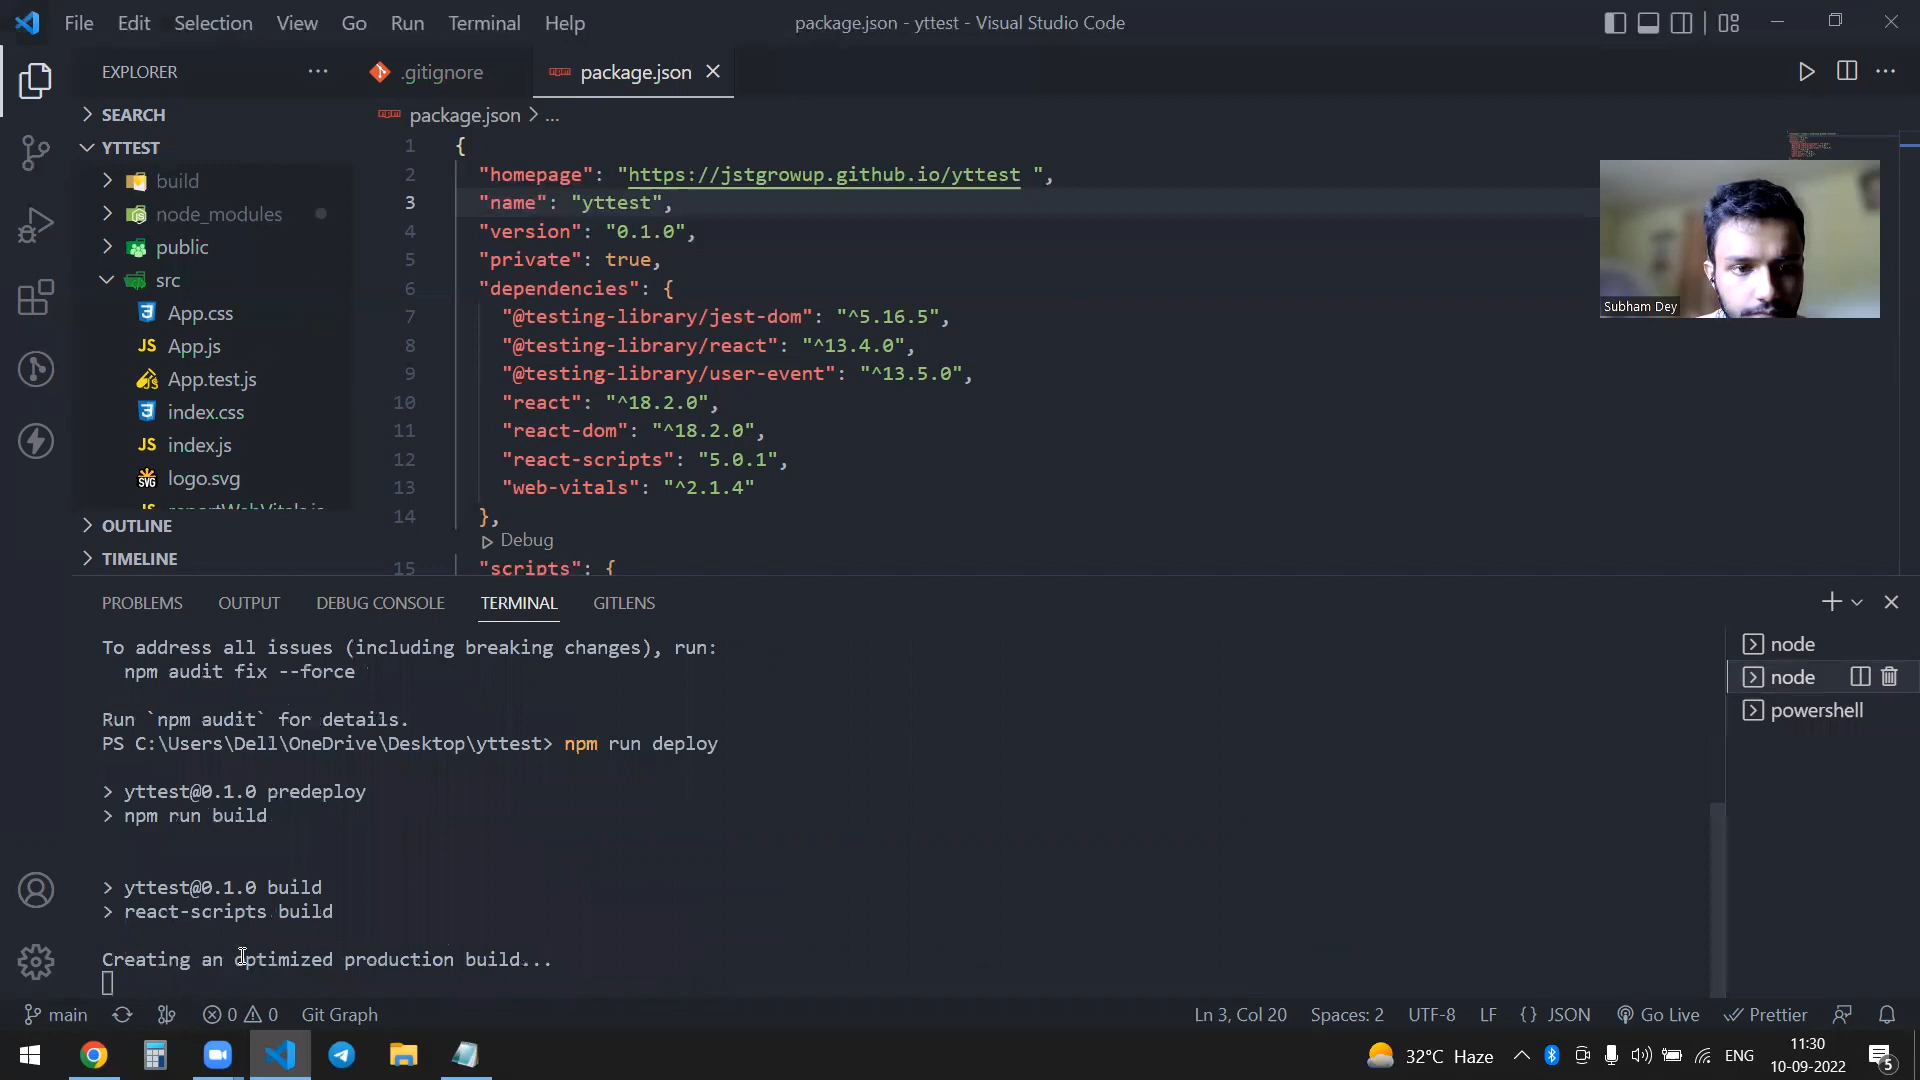 File Edit Selection View Go Run Terminal Help
package.json - yttest - Visual Studio Code
EXPLORER
SEARCH
YTTEST
build
node_modules
public
src
App.css
App.js
App.test.js
index.css
index.js
logo.svg
reportWebVitals.js
OUTLINE
TIMELINE
.gitignore
package.json
package.json > ...
1 {
2 "homepage": "https://jstgrowup.github.io/yttest ",
3 "name": "yttest",
4 "version": "0.1.0",
5 "private": true,
6 "dependencies": {
7 "@testing-library/jest-dom": "^5.16.5",
8 "@testing-library/react": "^13.4.0",
9 "@testing-library/user-event": "^13.5.0",
10 "react": "^18.2.0",
11 "react-dom": "^18.2.0",
12 "react-scripts": "5.0.1",
13 "web-vitals": "^2.1.4"
14 },
Debug
15 "scripts": {
Subham Dey
PROBLEMS OUTPUT DEBUG CONSOLE TERMINAL GITLENS
To address all issues (including breaking changes), run:
npm audit fix --force
Run `npm audit` for details.
PS C:\Users\Dell\OneDrive\Desktop\yttest> npm run deploy
> yttest@0.1.0 predeploy
> npm run build
> yttest@0.1.0 build
> react-scripts build
Creating an optimized production build...
node
node
powershell
main 0 0 Git Graph
Ln 3, Col 20 Spaces: 2 UTF-8 LF {} JSON Go Live Prettier
32°C Haze
ENG
11:30
10-09-2022
5